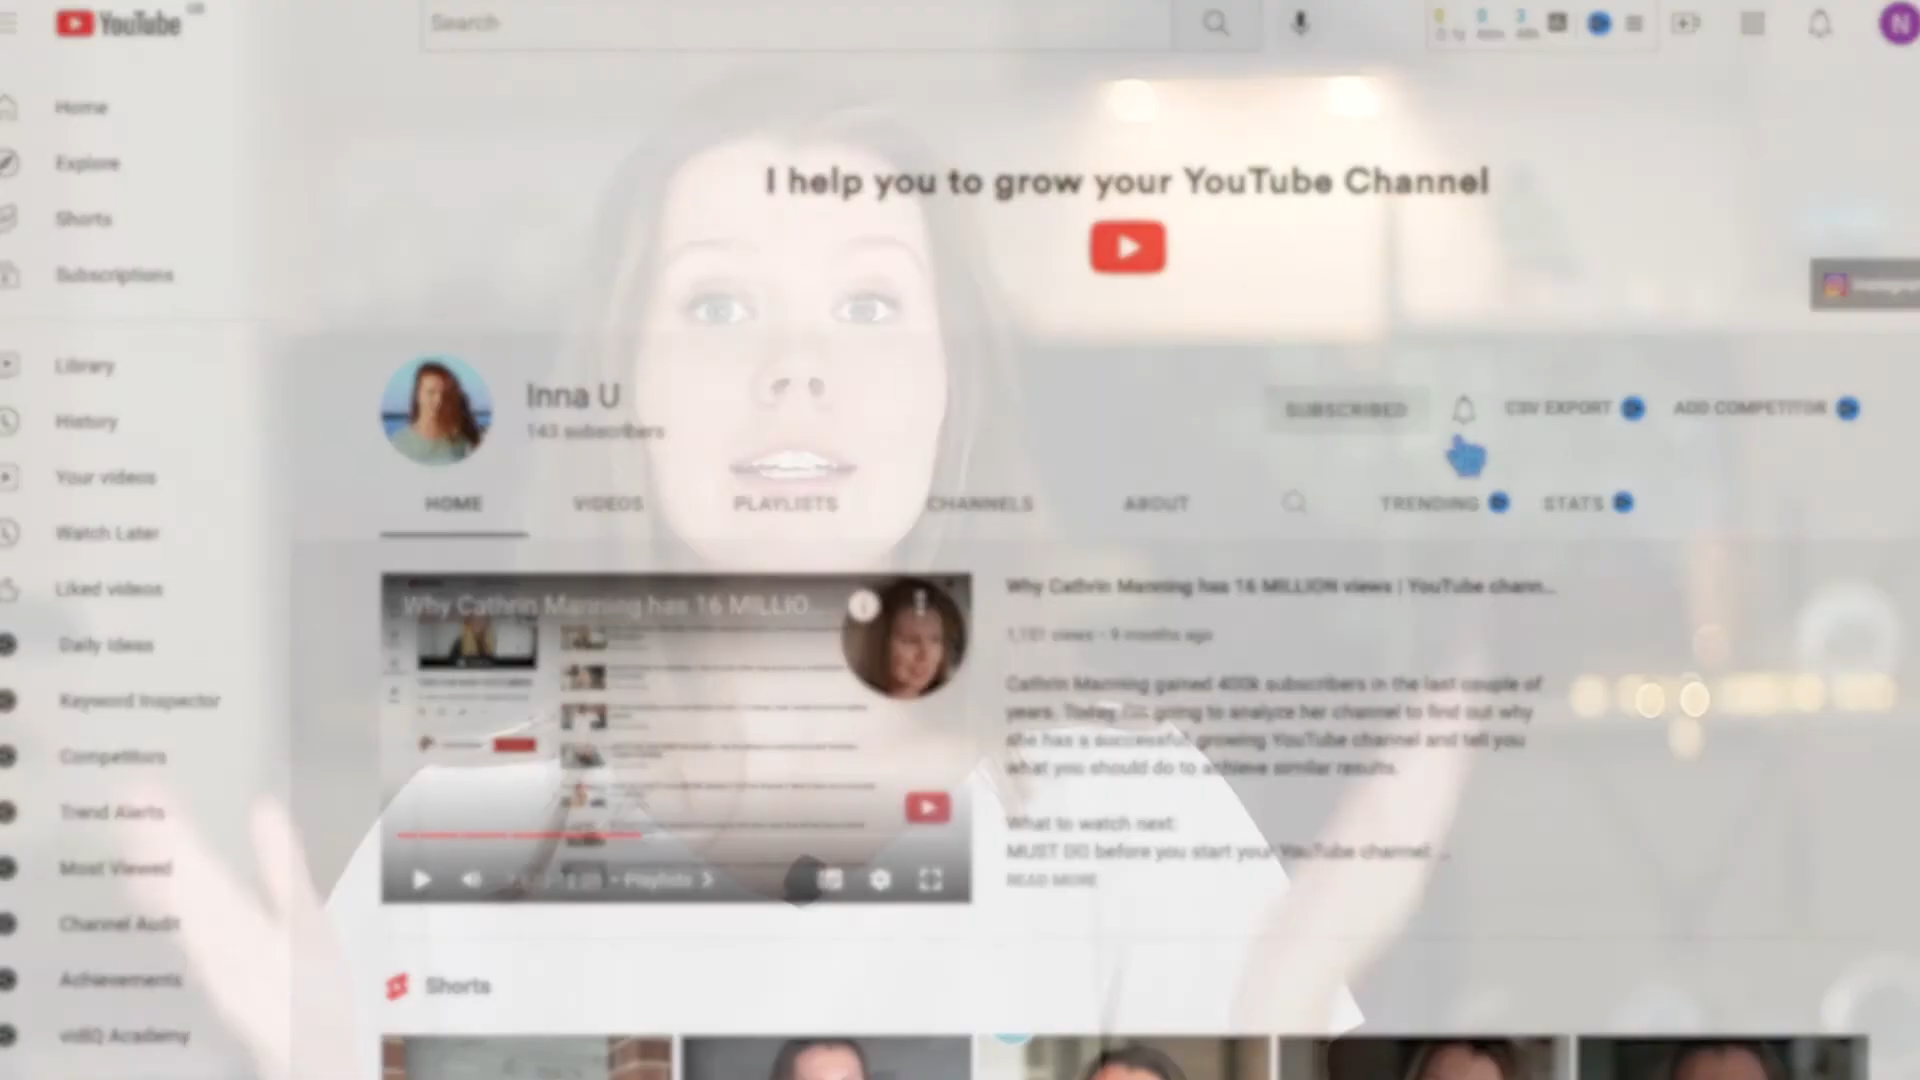 YouTube
Search
Home
Explore
Shorts
Subscriptions
Library
History
Your videos
Watch Later
Liked videos
Daily ideas
Keyword Inspector
Competitors
Trend Alerts
Most Viewed
Channel Audit
Achievements
vidIQ Academy
N
I help you to grow your YouTube Channel
Inna U
143 subscribers
SUBSCRIBED
CSV EXPORT
ADD COMPETITOR
HOME
VIDEOS
PLAYLISTS
CHANNELS
ABOUT
TRENDING
STATS
Why Cathrin Manning has 16 MILLIO...
Playlists
Why Cathrin Manning has 16 MILLION views | YouTube chann...
views • 9 months ago
Cathrin Manning gained 400k subscribers in the last couple of
years. Today I'm going to analyze her channel to find out why
she has a successful, growing YouTube channel and tell you
what you should do to achieve similar results.
What to watch next:
MUST DO before you start your YouTube channel: ...
READ MORE
Shorts